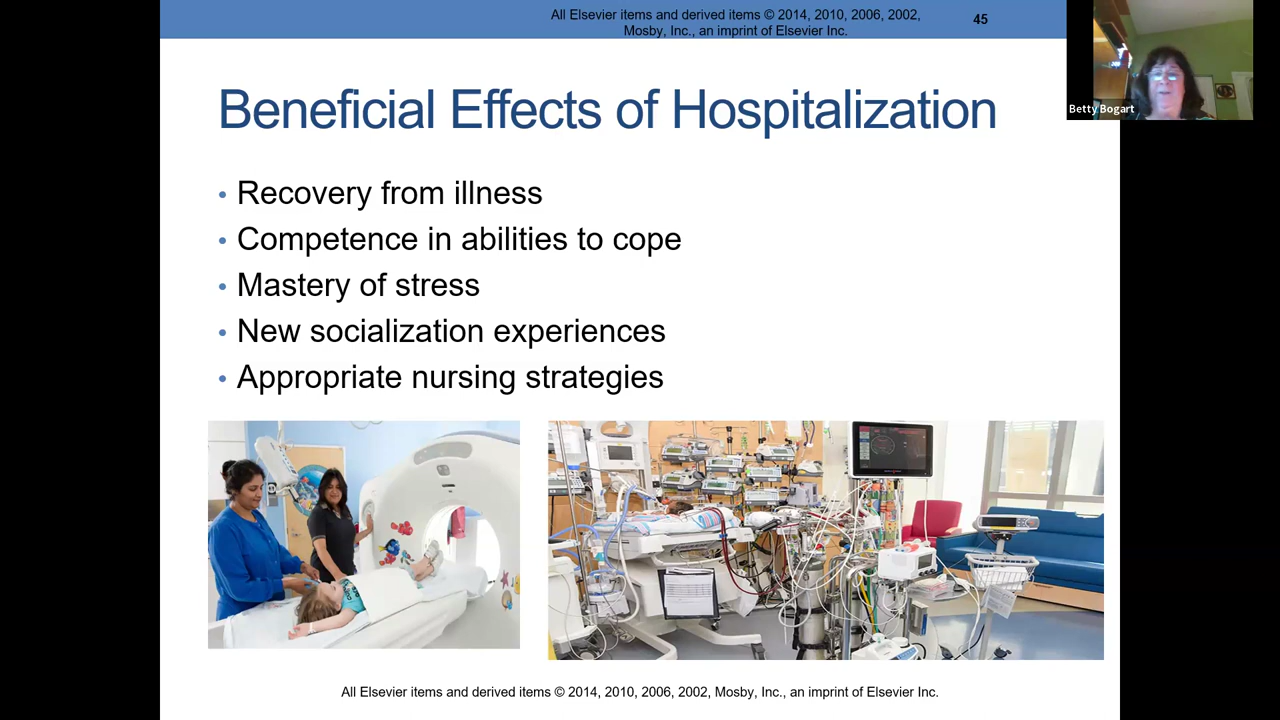 All Elsevier items and derived items © 2014, 2010, 2006, 2002,
Mosby, Inc., an imprint of Elsevier Inc.
45
Betty Bogart
Beneficial Effects of Hospitalization
• Recovery from illness
• Competence in abilities to cope
• Mastery of stress
• New socialization experiences
• Appropriate nursing strategies
All Elsevier items and derived items © 2014, 2010, 2006, 2002, Mosby, Inc., an imprint of Elsevier Inc.